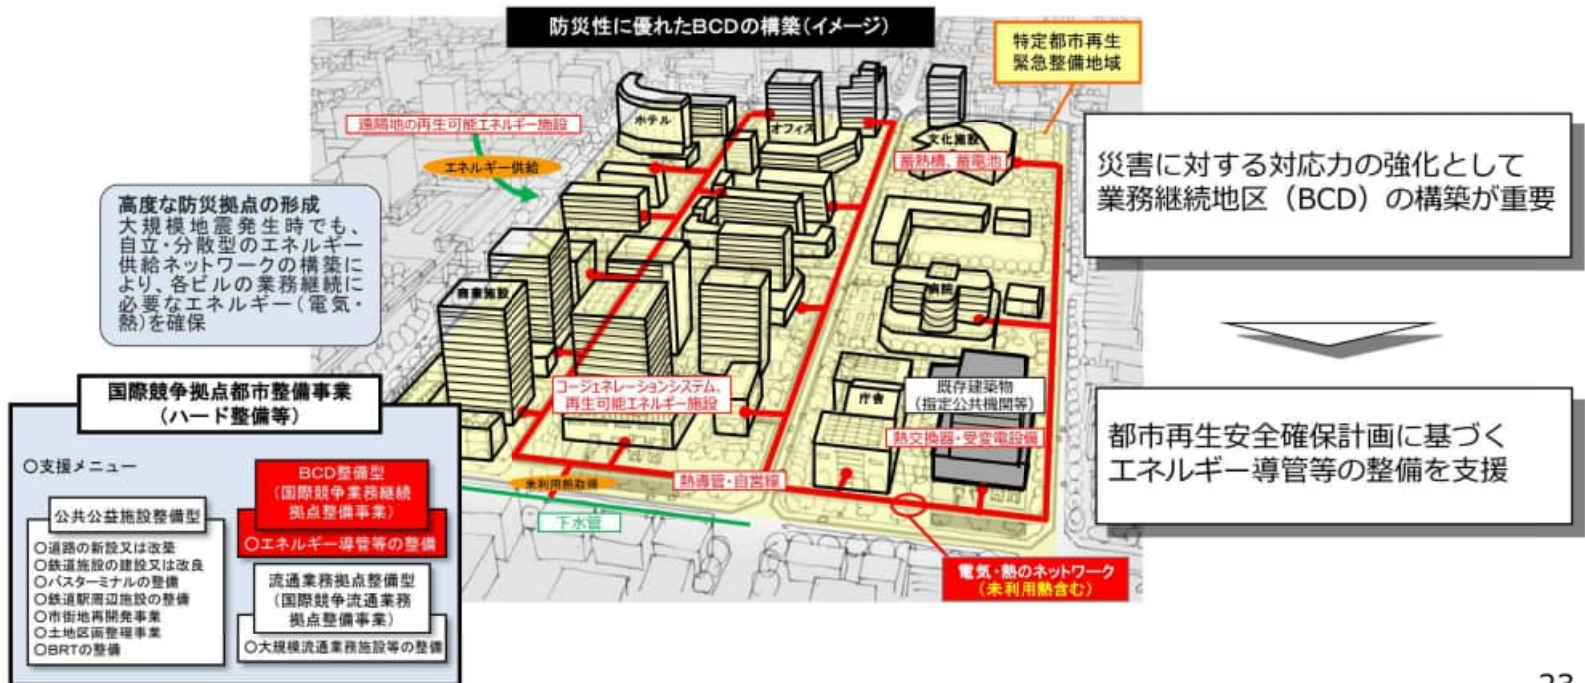 防災性に優れたBCDの構築(イメージ)
特定都市再生
緊急整備地域
遠隔地の再生可能エネルギー施設
エネルギー供給
ホテル
オフィス
文化施設
蓄熱槽、蓄電池
高度な防災拠点の形成
大規模地震発生時でも、
自立・分散型のエネルギー
供給ネットワークの構築に
より、各ビルの業務継続に
必要なエネルギー(電気・
熱)を確保
商業施設
病院
コージェネレーションシステム、
再生可能エネルギー施設
庁舎
既存建築物
(指定公共機関等)
熱交換器・受変電設備
未利用熱取得
熱導管・自営線
下水管
電気・熱のネットワーク
(未利用熱含む)
国際競争拠点都市整備事業
(ハード整備等)
○支援メニュー
公共公益施設整備型
○道路の新設又は改築
○鉄道施設の建設又は改良
○バスターミナルの整備
○鉄道駅周辺施設の整備
○市街地再開発事業
○土地区画整理事業
○BRTの整備
BCD整備型
(国際競争業務継続
拠点整備事業)
○エネルギー導管等の整備
流通業務拠点整備型
(国際競争流通業務
拠点整備事業)
○大規模流通業務施設等の整備
災害に対する対応力の強化として
業務継続地区(BCD)の構築が重要
都市再生安全確保計画に基づく
エネルギー導管等の整備を支援
23